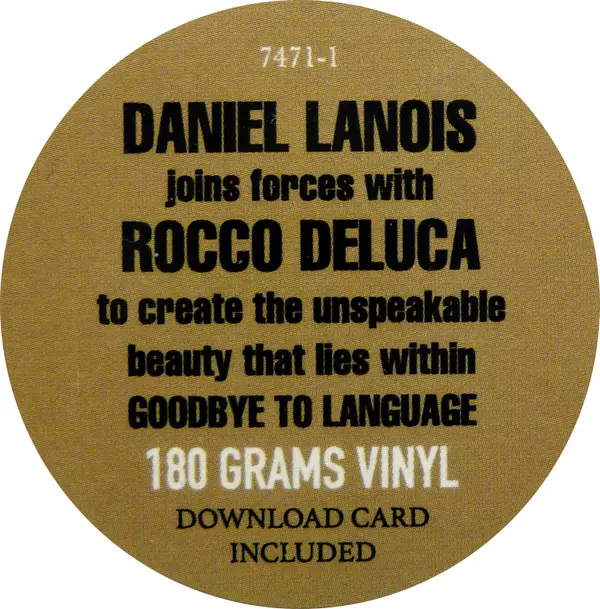 7471-1
DANIEL LANOIS
joins forces with
ROCCO DELUCA
to create the unspeakable
beauty that lies within
GOODBYE TO LANGUAGE
180 GRAMS VINYL
DOWNLOAD CARD
INCLUDED